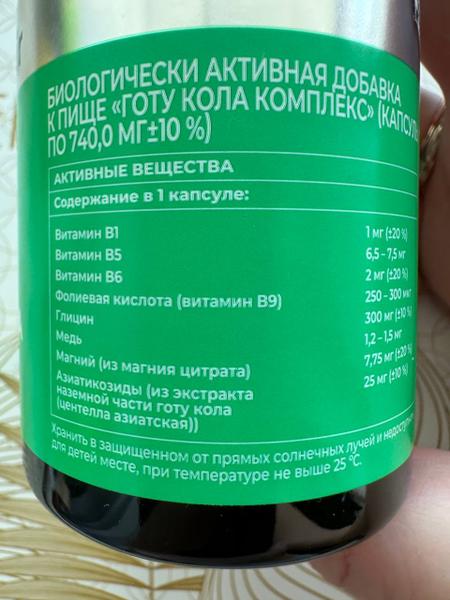 БИОЛОГИЧЕСКИ АКТИВНАЯ ДОБАВКА
К ПИЩЕ «ГОТУ КОЛА КОМПЛЕКС» (КАПСУЛЫ
ПО 740,0 МГ±10 %)
АКТИВНЫЕ ВЕЩЕСТВА
Содержание в 1 капсуле:
Витамин В1 1 мг (±20 %)
Витамин В5 6,5 – 7,5 мг
Витамин В6 2 мг (±20 %)
Фолиевая кислота (витамин В9) 250 – 300 мкг
Глицин 300 мг (±10 %)
Медь 1,2 – 1,5 мг
Магний (из магния цитрата) 7,75 мг (±20 %)
Азиатикозиды (из экстракта 25 мг (±10 %)
наземной части готу кола
(центелла азиатская))
Хранить в защищенном от прямых солнечных лучей и недоступном
для детей месте, при температуре не выше 25 °С.